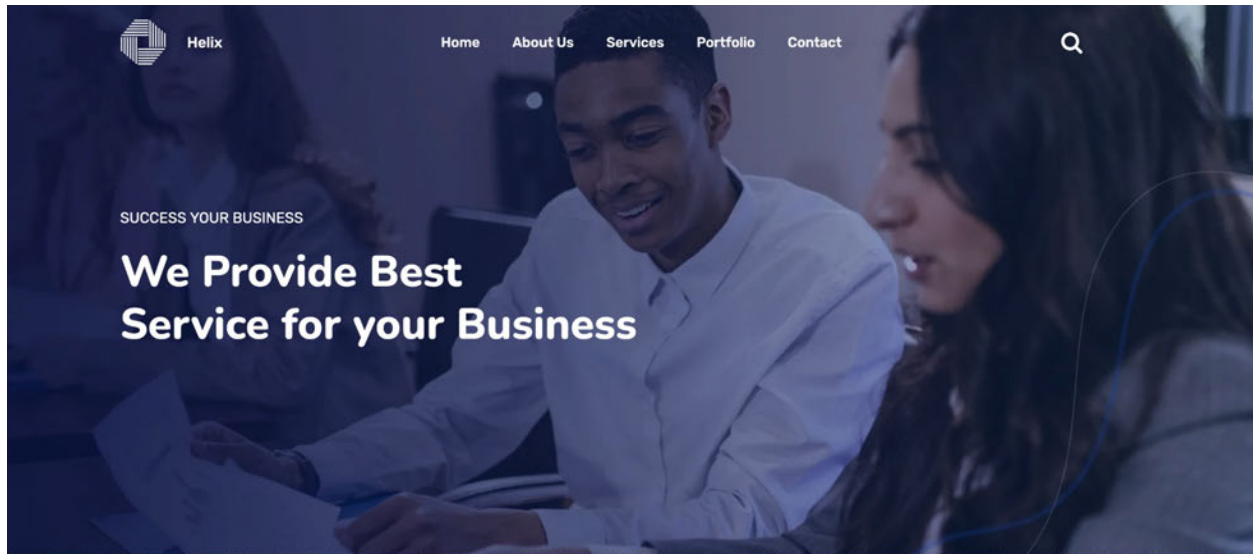 Helix
Home About Us Services Portfolio Contact
SUCCESS YOUR BUSINESS
We Provide Best
Service for your Business